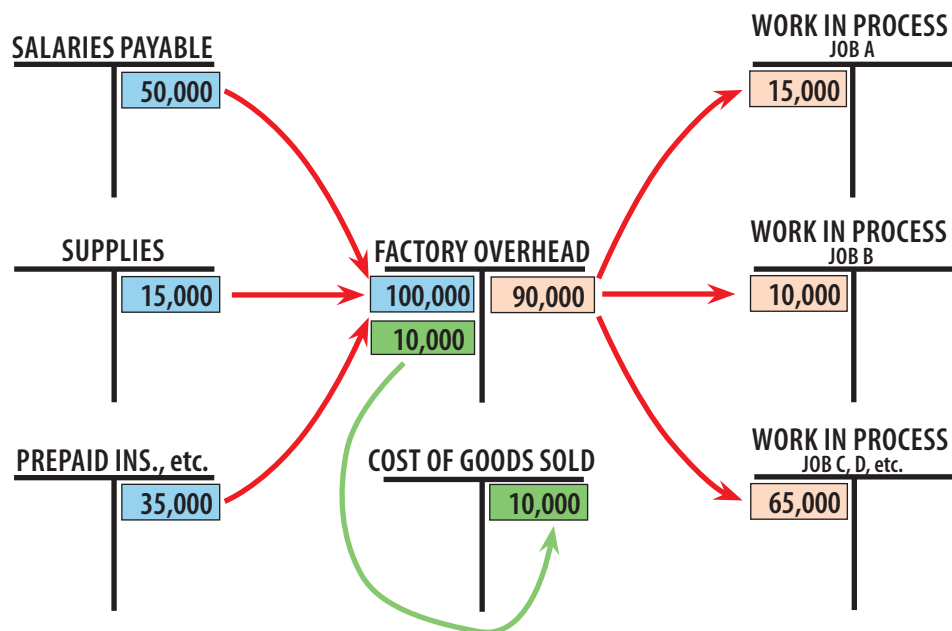 SALARIES PAYABLE
50,000
WORK IN PROCESS
JOB A
15,000
SUPPLIES
15,000
FACTORY OVERHEAD
100,000
90,000
10,000
WORK IN PROCESS
JOB B
10,000
PREPAID INS., etc.
35,000
COST OF GOODS SOLD
10,000
WORK IN PROCESS
JOB C, D, etc.
65,000